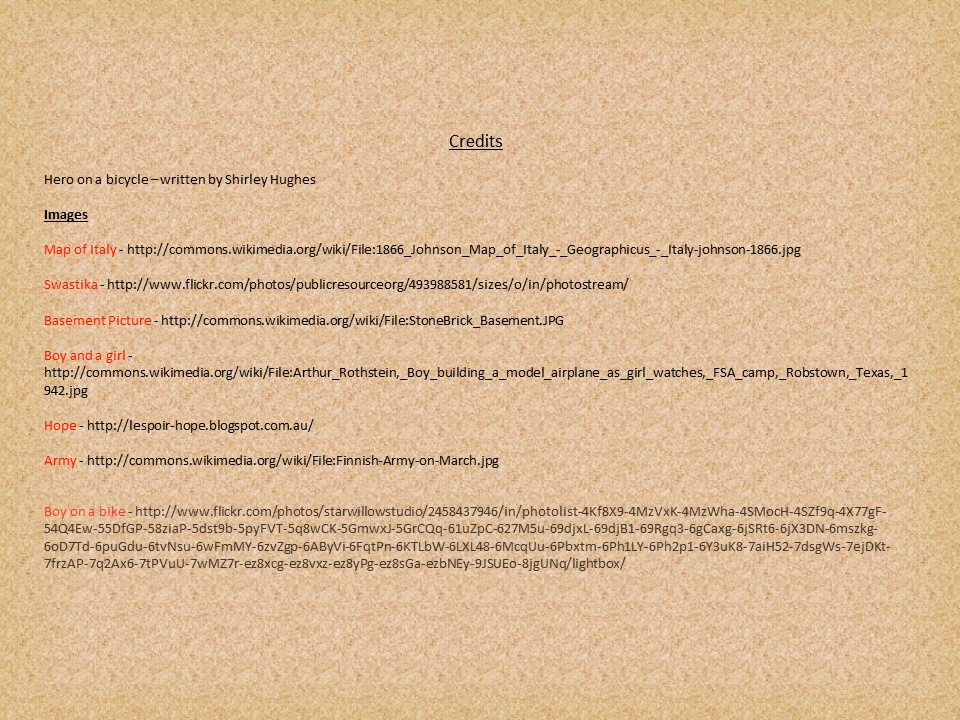 Credits
Hero on a bicycle – written by Shirley Hughes
Images
Map of Italy - http://commons.wikimedia.org/wiki/File:1866_Johnson_Map_of_Italy_-_Geographicus_-_Italy-johnson-1866.jpg
Swastika - http://www.flickr.com/photos/publicresourceorg/493988581/sizes/o/in/photostream/
Basement Picture - http://commons.wikimedia.org/wiki/File:StoneBrick_Basement.JPG
Boy and a girl -
http://commons.wikimedia.org/wiki/File:Arthur_Rothstein,_Boy_building_a_model_airplane_as_girl_watches,_FSA_camp,_Robstown,_Texas,_1
942.jpg
Hope - http://lespoir-hope.blogspot.com.au/
Army - http://commons.wikimedia.org/wiki/File:Finnish-Army-on-March.jpg
Boy on a bike - http://www.flickr.com/photos/starwillowstudio/2458437946/in/photolist-4Kf8X9-4MzVxK-4MzWha-4SMocH-4SZf9q-4X77gF-
54Q4Ew-55DfGP-58ziaP-5dst9b-5pyFVT-5q8wCK-5GmwxJ-5GrCQq-61uZpC-627M5u-69djxL-69djB1-69Rgq3-6gCaxg-6jSRt6-6jX3DN-6mszkg-
6oD7Td-6puGdu-6tvNsu-6wFmMY-6zvZgp-6AByVi-6FqtPn-6KTLbW-6LXL48-6McqUu-6Pbxtm-6Ph1LY-6Ph2p1-6Y3uK8-7aiH52-7dsgWs-7ejDKt-
7frzAP-7q2Ax6-7tPVuU-7wMZ7r-ez8xcg-ez8vxz-ez8yPg-ez8sGa-ezbNEy-9JSUEo-8jgUNq/lightbox/